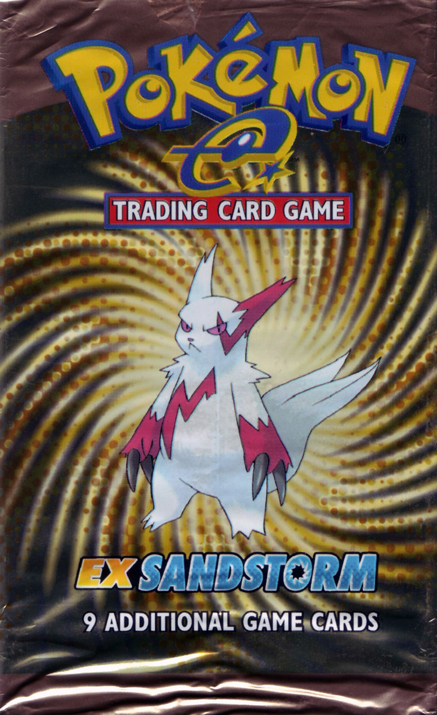 POKéMON
e
TRADING CARD GAME
EX SANDSTORM
9 ADDITIONAL GAME CARDS